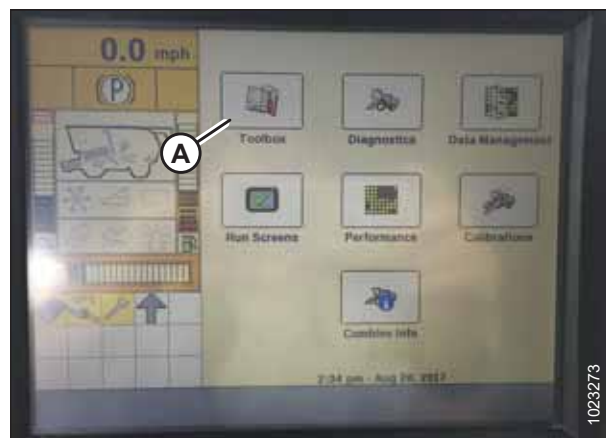 0.0 mph
(P)
A
Toolbox
Diagnostics
Data Management
Run Screens
Performance
Calibrations
Combine Info
2:34 pm - Aug 24, 2017
1023273